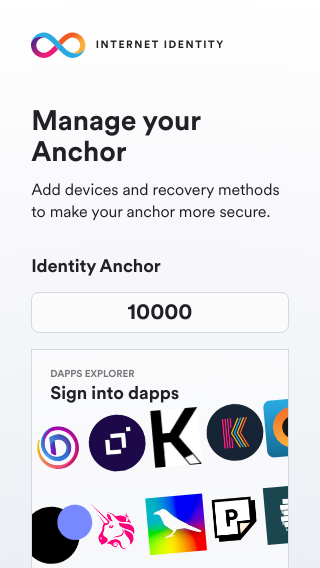 INTERNET IDENTITY
Manage your
Anchor
Add devices and recovery methods
to make your anchor more secure.
Identity Anchor
10000
DAPPS EXPLORER
Sign into dapps
K
K
P